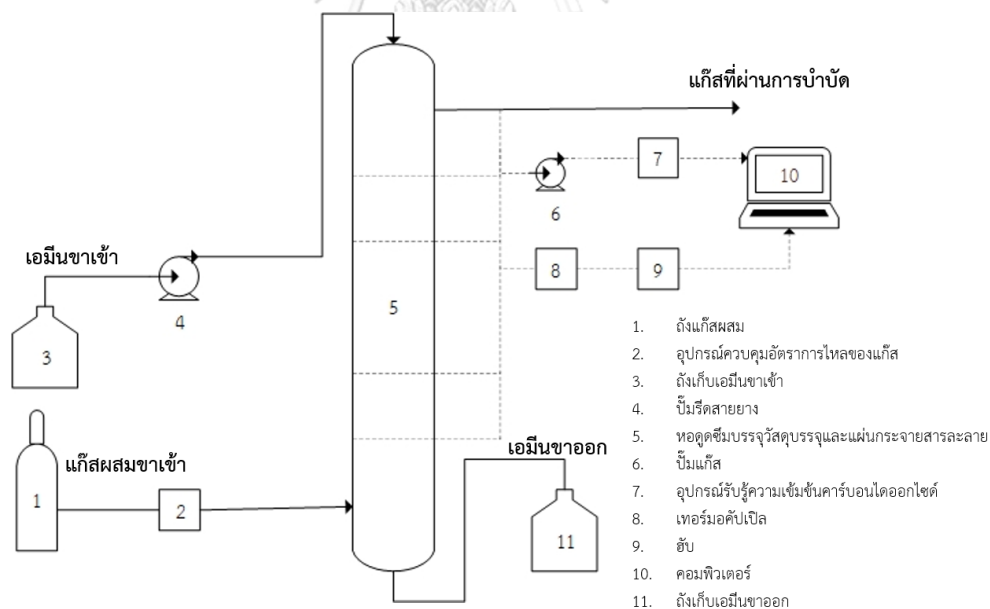 แก๊สที่ผ่านการบำบัด
7
10
6
เอมีนขาเข้า
8
9
5
4
3
1. ถังแก๊สผสม
2. อุปกรณ์ควบคุมอัตราการไหลของแก๊ส
3. ถังเก็บเอมีนขาเข้า
4. ปั๊มรีดสายยาง
5. หอดูดซึมบรรจุวัสดุบรรจุและแผ่นกระจายสารละลาย
6. ปั๊มแก๊ส
7. อุปกรณ์รับรู้ความเข้มข้นคาร์บอนไดออกไซด์
8. เทอร์มอคัปเปิล
9. ฮับ
10. คอมพิวเตอร์
11. ถังเก็บเอมีนขาออก
เอมีนขาออก
แก๊สผสมขาเข้า
1
2
11